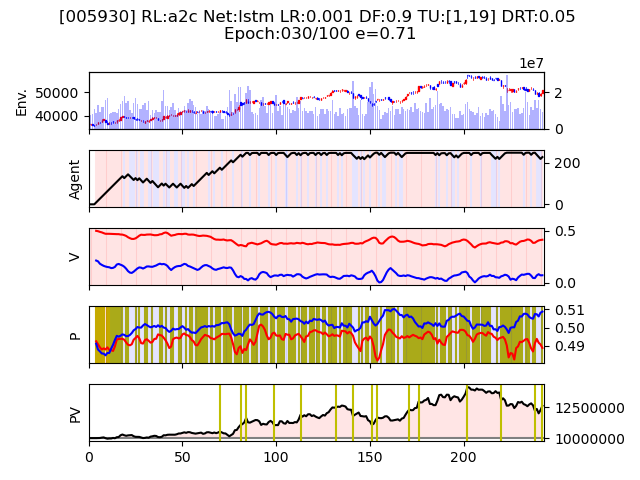 [005930] RL:a2c Net:lstm LR:0.001 DF:0.9 TU:[1,19] DRT:0.05
Epoch:030/100 e=0.71
1e7
Env.
50000
40000
2
0
Agent
200
0
V
0.5
0.0
P
0.51
0.50
0.49
PV
12500000
10000000
0
50
100
150
200